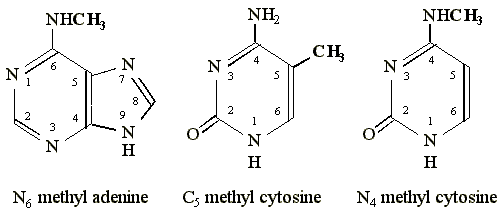 NHCH₃
6
N 1
5
7 N
8
2
4
N 3
9 N
H
N₆ methyl adenine
NH₂
4
CH₃
N 3
5
2
6
O
1
N
H
C₅ methyl cytosine
NHCH₃
4
N 3
5
2
6
O
1
N
H
N₄ methyl cytosine